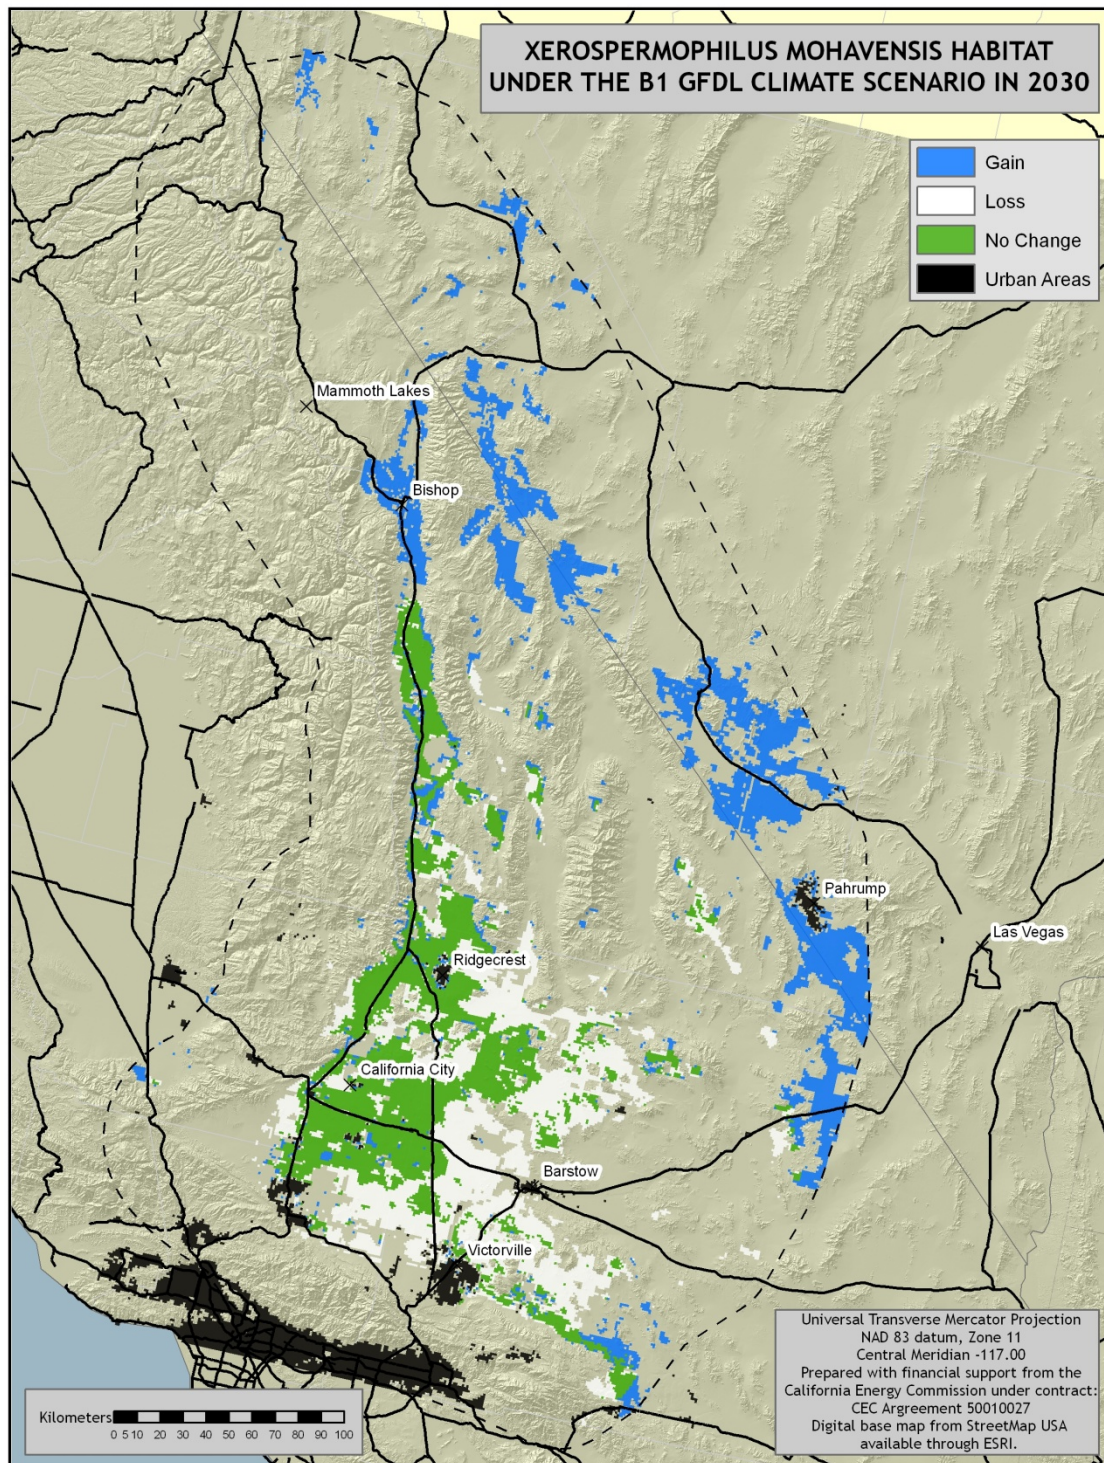 XEROSPERMOPHILUS MOHAVENSIS HABITAT
UNDER THE B1 GFDL CLIMATE SCENARIO IN 2030
Gain
Loss
No Change
Urban Areas
Mammoth Lakes
Bishop
Pahrump
Las Vegas
Ridgecrest
California City
Barstow
Victorville
Universal Transverse Mercator Projection
NAD 83 datum, Zone 11
Central Meridian -117.00
Prepared with financial support from the
California Energy Commission under contract:
CEC Argreement 50010027
Digital base map from StreetMap USA
available through ESRI.
Kilometers
0 5 10 20 30 40 50 60 70 80 90 100